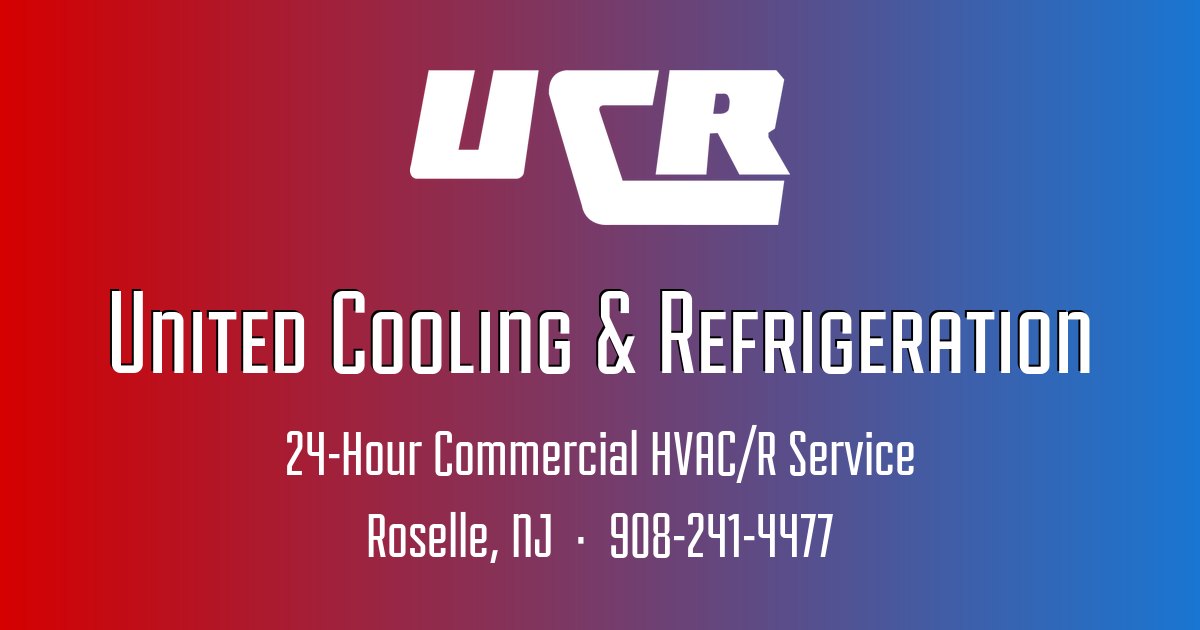 UCR
United Cooling & Refrigeration
24-Hour Commercial HVAC/R Service
Roselle, NJ · 908-241-4477